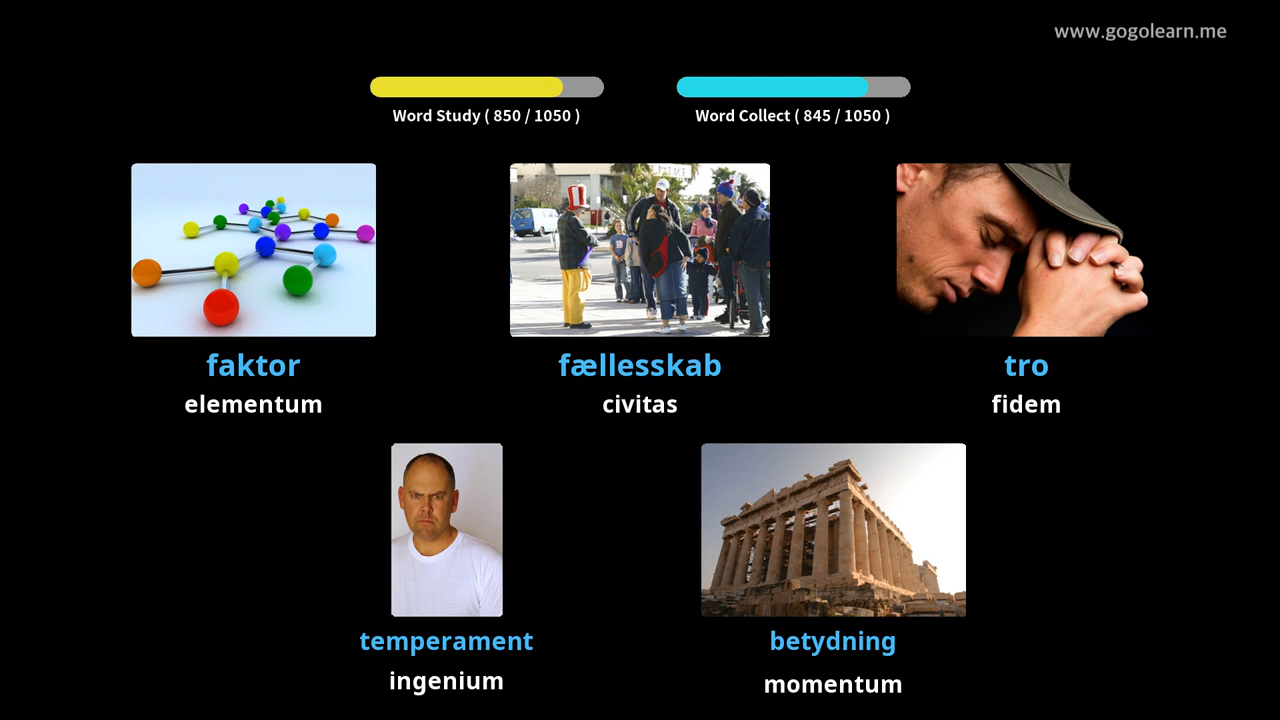 www.gogolearn.me
Word Study ( 850 / 1050 )
Word Collect ( 845 / 1050 )
faktor
elementum
fællesskab
civitas
tro
fidem
temperament
ingenium
betydning
momentum